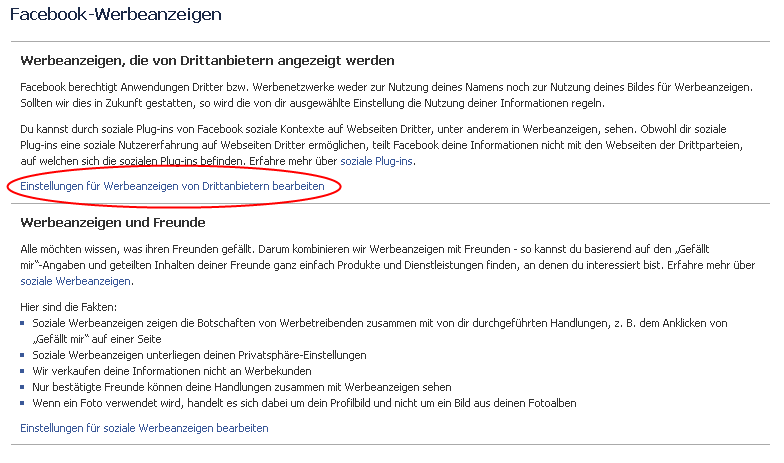 Facebook-Werbeanzeigen
Werbeanzeigen, die von Drittanbietern angezeigt werden
Facebook berechtigt Anwendungen Dritter bzw. Werbenetzwerke weder zur Nutzung deines Namens noch zur Nutzung deines Bildes für Werbeanzeigen.
Sollten wir dies in Zukunft gestatten, so wird die von dir ausgewählte Einstellung die Nutzung deiner Informationen regeln.
Du kannst durch soziale Plug-ins von Facebook soziale Kontexte auf Webseiten Dritter, unter anderem in Werbeanzeigen, sehen. Obwohl dir soziale
Plug-ins eine soziale Nutzererfahrung auf Webseiten Dritter ermöglichen, teilt Facebook deine Informationen nicht mit den Webseiten der Drittparteien,
auf welchen sich die sozialen Plug-ins befinden. Erfahre mehr über soziale Plug-ins.
Einstellungen für Werbeanzeigen von Drittanbietern bearbeiten
Werbeanzeigen und Freunde
Alle möchten wissen, was ihren Freunden gefällt. Darum kombinieren wir Werbeanzeigen mit Freunden - so kannst du basierend auf den „Gefällt
mir“-Angaben und geteilten Inhalten deiner Freunde ganz einfach Produkte und Dienstleistungen finden, an denen du interessiert bist. Erfahre mehr über
soziale Werbeanzeigen.
Hier sind die Fakten:
Soziale Werbeanzeigen zeigen die Botschaften von Werbetreibenden zusammen mit von dir durchgeführten Handlungen, z. B. dem Anklicken von
„Gefällt mir“ auf einer Seite
Soziale Werbeanzeigen unterliegen deinen Privatsphäre-Einstellungen
Wir verkaufen deine Informationen nicht an Werbekunden
Nur bestätigte Freunde können deine Handlungen zusammen mit Werbeanzeigen sehen
Wenn ein Foto verwendet wird, handelt es sich dabei um dein Profilbild und nicht um ein Bild aus deinen Fotoalben
Einstellungen für soziale Werbeanzeigen bearbeiten